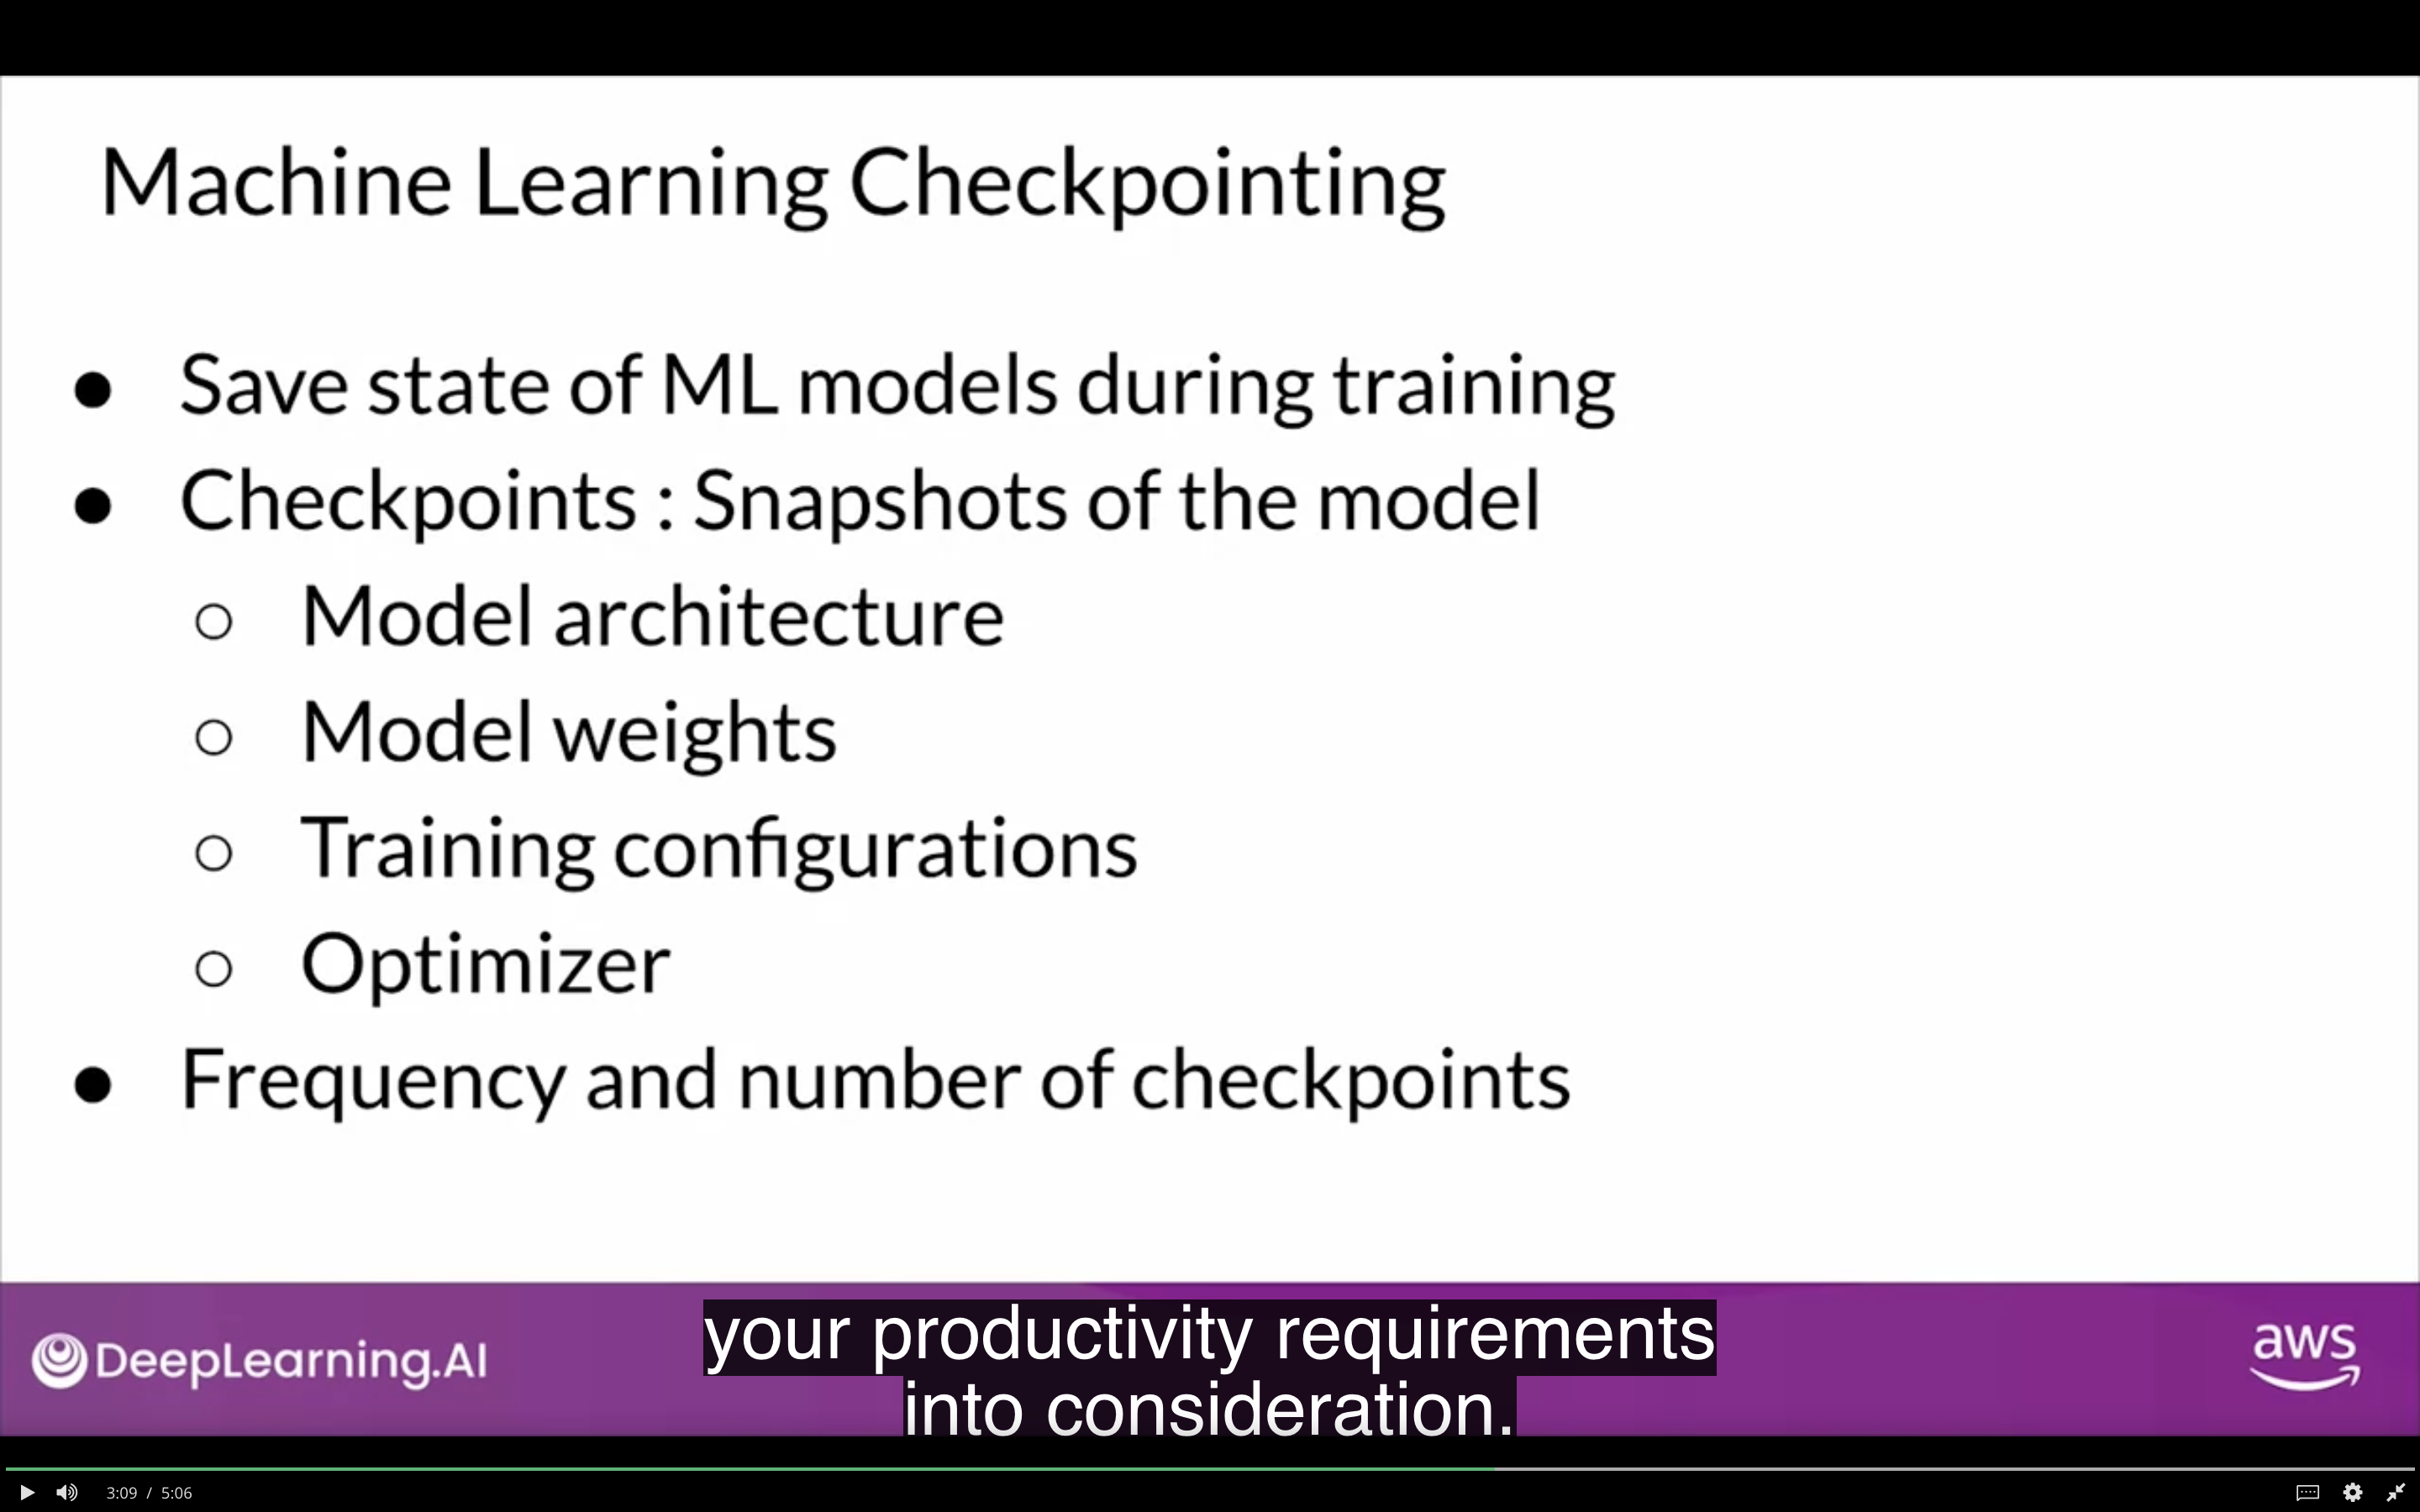 Machine Learning Checkpointing
● Save state of ML models during training
● Checkpoints : Snapshots of the model
○ Model architecture
○ Model weights
○ Training configurations
○ Optimizer
● Frequency and number of checkpoints
DeepLearning.AI
your productivity requirements
into consideration.
aws
3:09 / 5:06